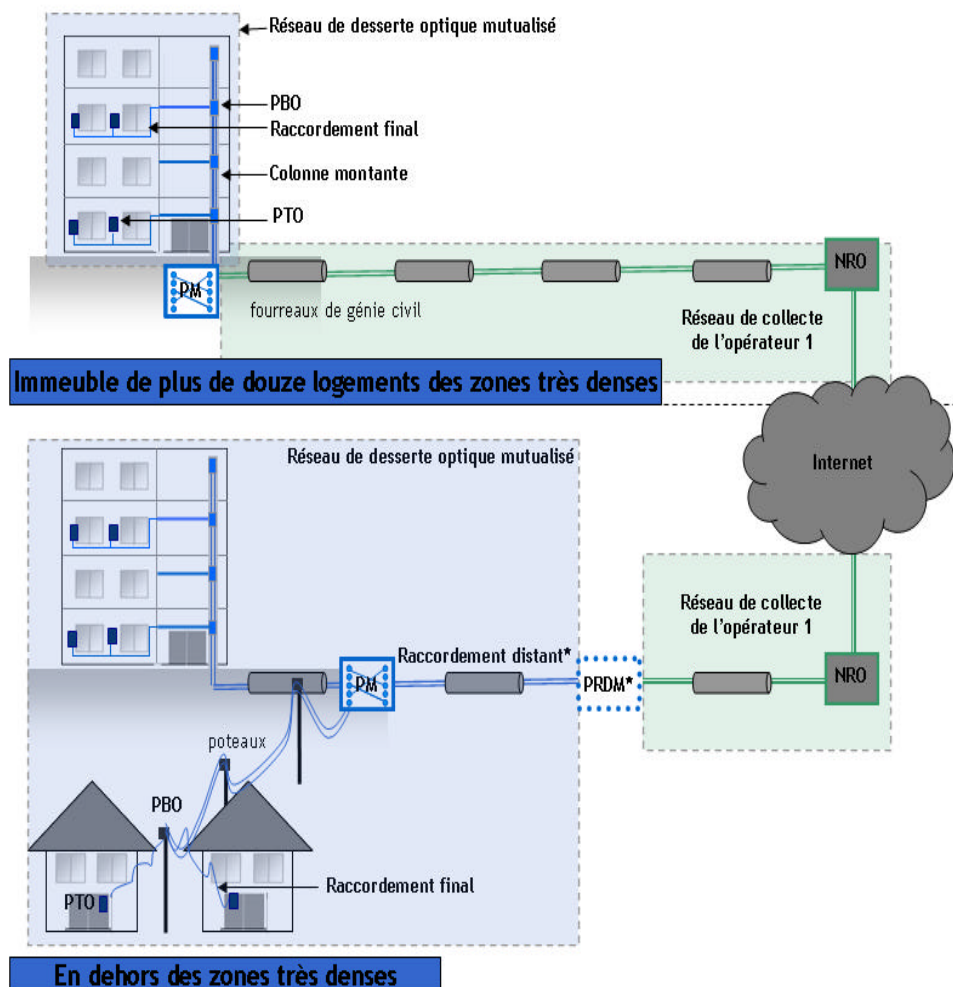 Réseau de desserte optique mutualisé
PBO
Raccordement final
Colonne montante
PTO
PM
NRO
fourreaux de génie civil
Réseau de collecte
de l'opérateur 1
Immeuble de plus de douze logements des zones très denses
Internet
Réseau de desserte optique mutualisé
Réseau de collecte
de l'opérateur 1
Raccordement distant*
PM
PRDM*
NRO
poteaux
PBO
PTO
Raccordement final
En dehors des zones très denses